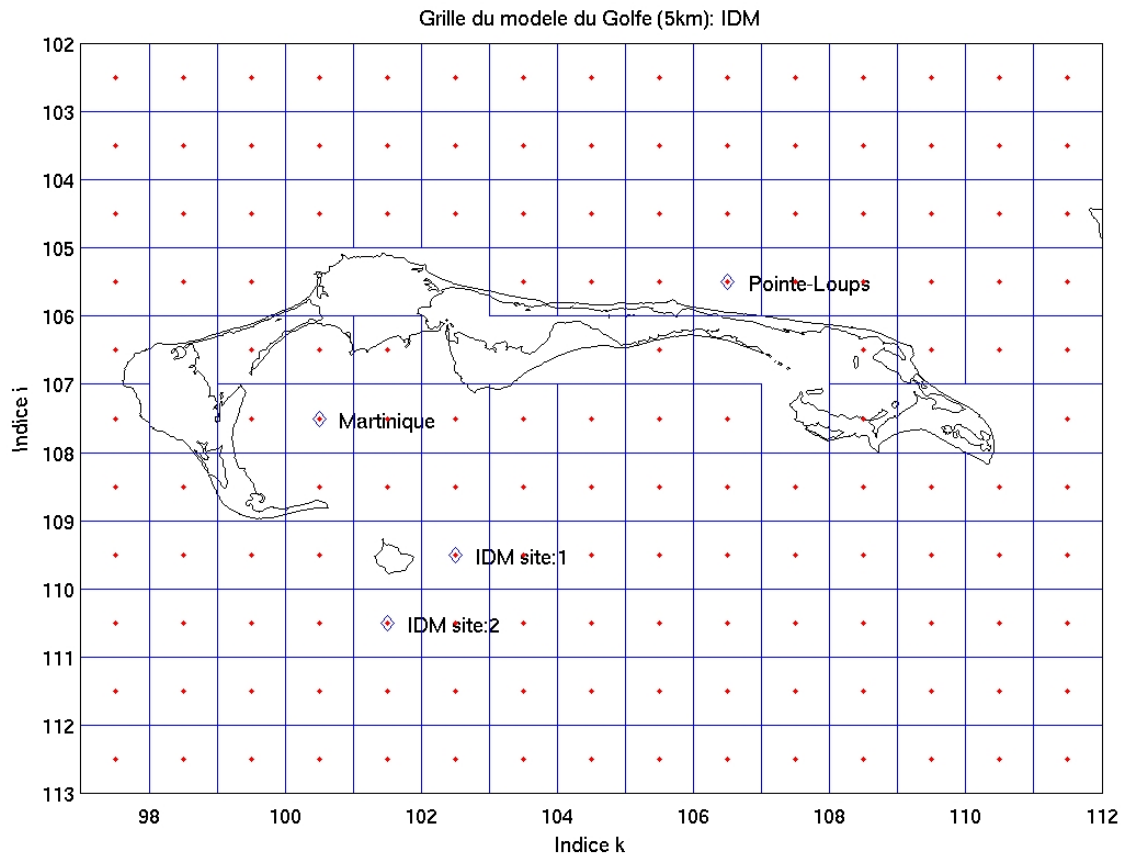 Grille du modele du Golfe (5km): IDM
102
103
104
105
Pointe-Loups
106
107
Martinique
108
109
IDM site:1
110
IDM site:2
111
112
113
Indice i
98 100 102 104 106 108 110 112
Indice k